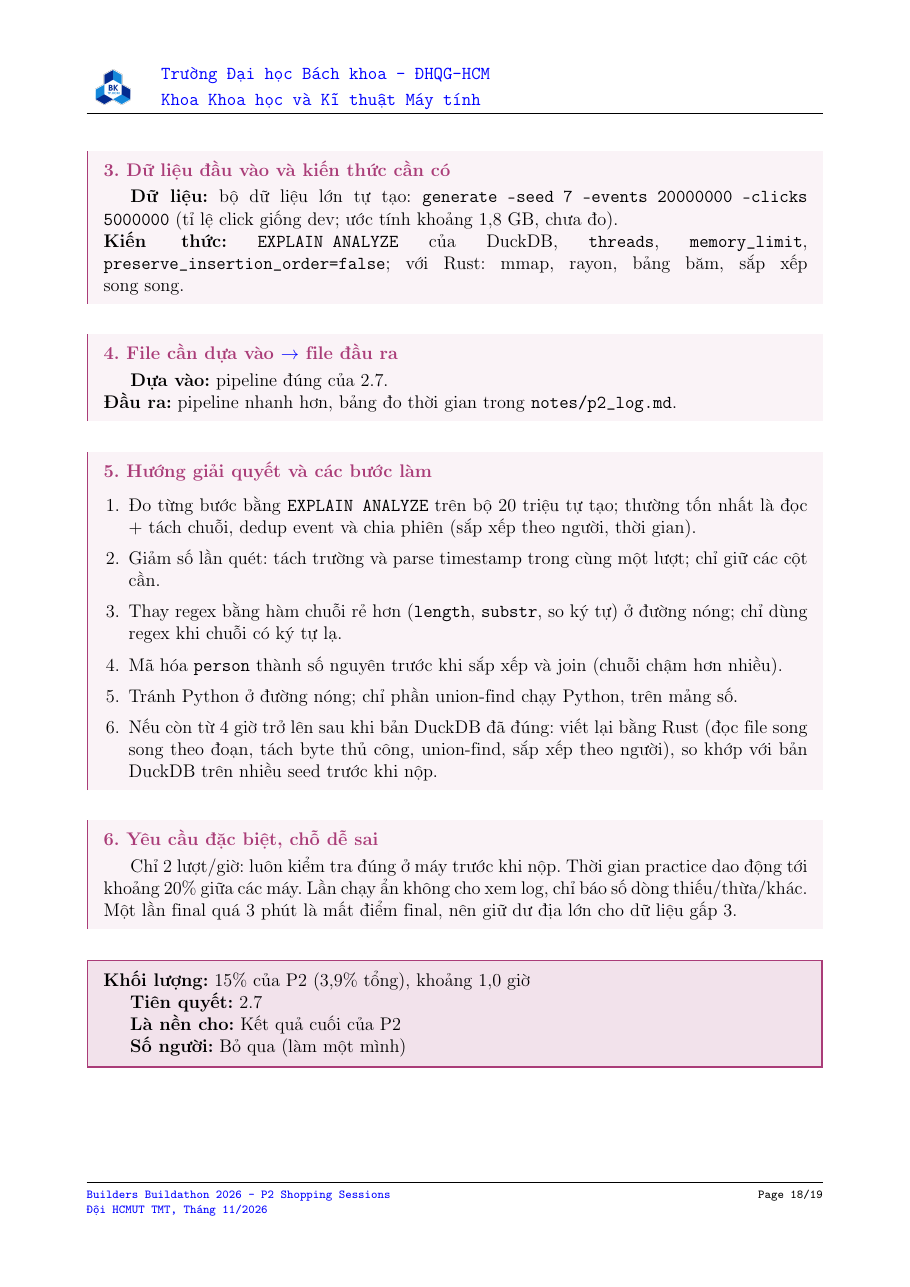 BK
Trường Đại học Bách khoa - ĐHQG-HCM
Khoa Khoa học và Kĩ thuật Máy tính
3. Dữ liệu đầu vào và kiến thức cần có
Dữ liệu: bộ dữ liệu lớn tự tạo: generate -seed 7 -events 20000000 -clicks
5000000 (tỉ lệ click giống dev; ước tính khoảng 1,8 GB, chưa đo).
Kiến thức: EXPLAIN ANALYZE của DuckDB, threads, memory_limit,
preserve_insertion_order=false; với Rust: mmap, rayon, bảng băm, sắp xếp
song song.
4. File cần dựa vào → file đầu ra
Dựa vào: pipeline đúng của 2.7.
Đầu ra: pipeline nhanh hơn, bảng đo thời gian trong notes/p2_log.md.
5. Hướng giải quyết và các bước làm
1. Đo từng bước bằng EXPLAIN ANALYZE trên bộ 20 triệu tự tạo; thường tốn nhất là đọc
+ tách chuỗi, dedup event và chia phiên (sắp xếp theo người, thời gian).
2. Giảm số lần quét: tách trường và parse timestamp trong cùng một lượt; chỉ giữ các cột
cần.
3. Thay regex bằng hàm chuỗi rẻ hơn (length, substr, so ký tự) ở đường nóng; chỉ dùng
regex khi chuỗi có ký tự lạ.
4. Mã hóa person thành số nguyên trước khi sắp xếp và join (chuỗi chậm hơn nhiều).
5. Tránh Python ở đường nóng; chỉ phần union-find chạy Python, trên mảng số.
6. Nếu còn từ 4 giờ trở lên sau khi bản DuckDB đã đúng: viết lại bằng Rust (đọc file song
song theo đoạn, tách byte thủ công, union-find, sắp xếp theo người), so khớp với bản
DuckDB trên nhiều seed trước khi nộp.
6. Yêu cầu đặc biệt, chỗ dễ sai
Chỉ 2 lượt/giờ: luôn kiểm tra đúng ở máy trước khi nộp. Thời gian practice dao động tới
khoảng 20% giữa các máy. Lần chạy ẩn không cho xem log, chỉ báo số dòng thiếu/thừa/khác.
Một lần final quá 3 phút là mất điểm final, nên giữ dư địa lớn cho dữ liệu gấp 3.
Khối lượng: 15% của P2 (3,9% tổng), khoảng 1,0 giờ
Tiên quyết: 2.7
Là nền cho: Kết quả cuối của P2
Số người: Bỏ qua (làm một mình)
Builders Buildathon 2026 - P2 Shopping Sessions
Page 18/19
Đội HCMUT TMT, Tháng 11/2026